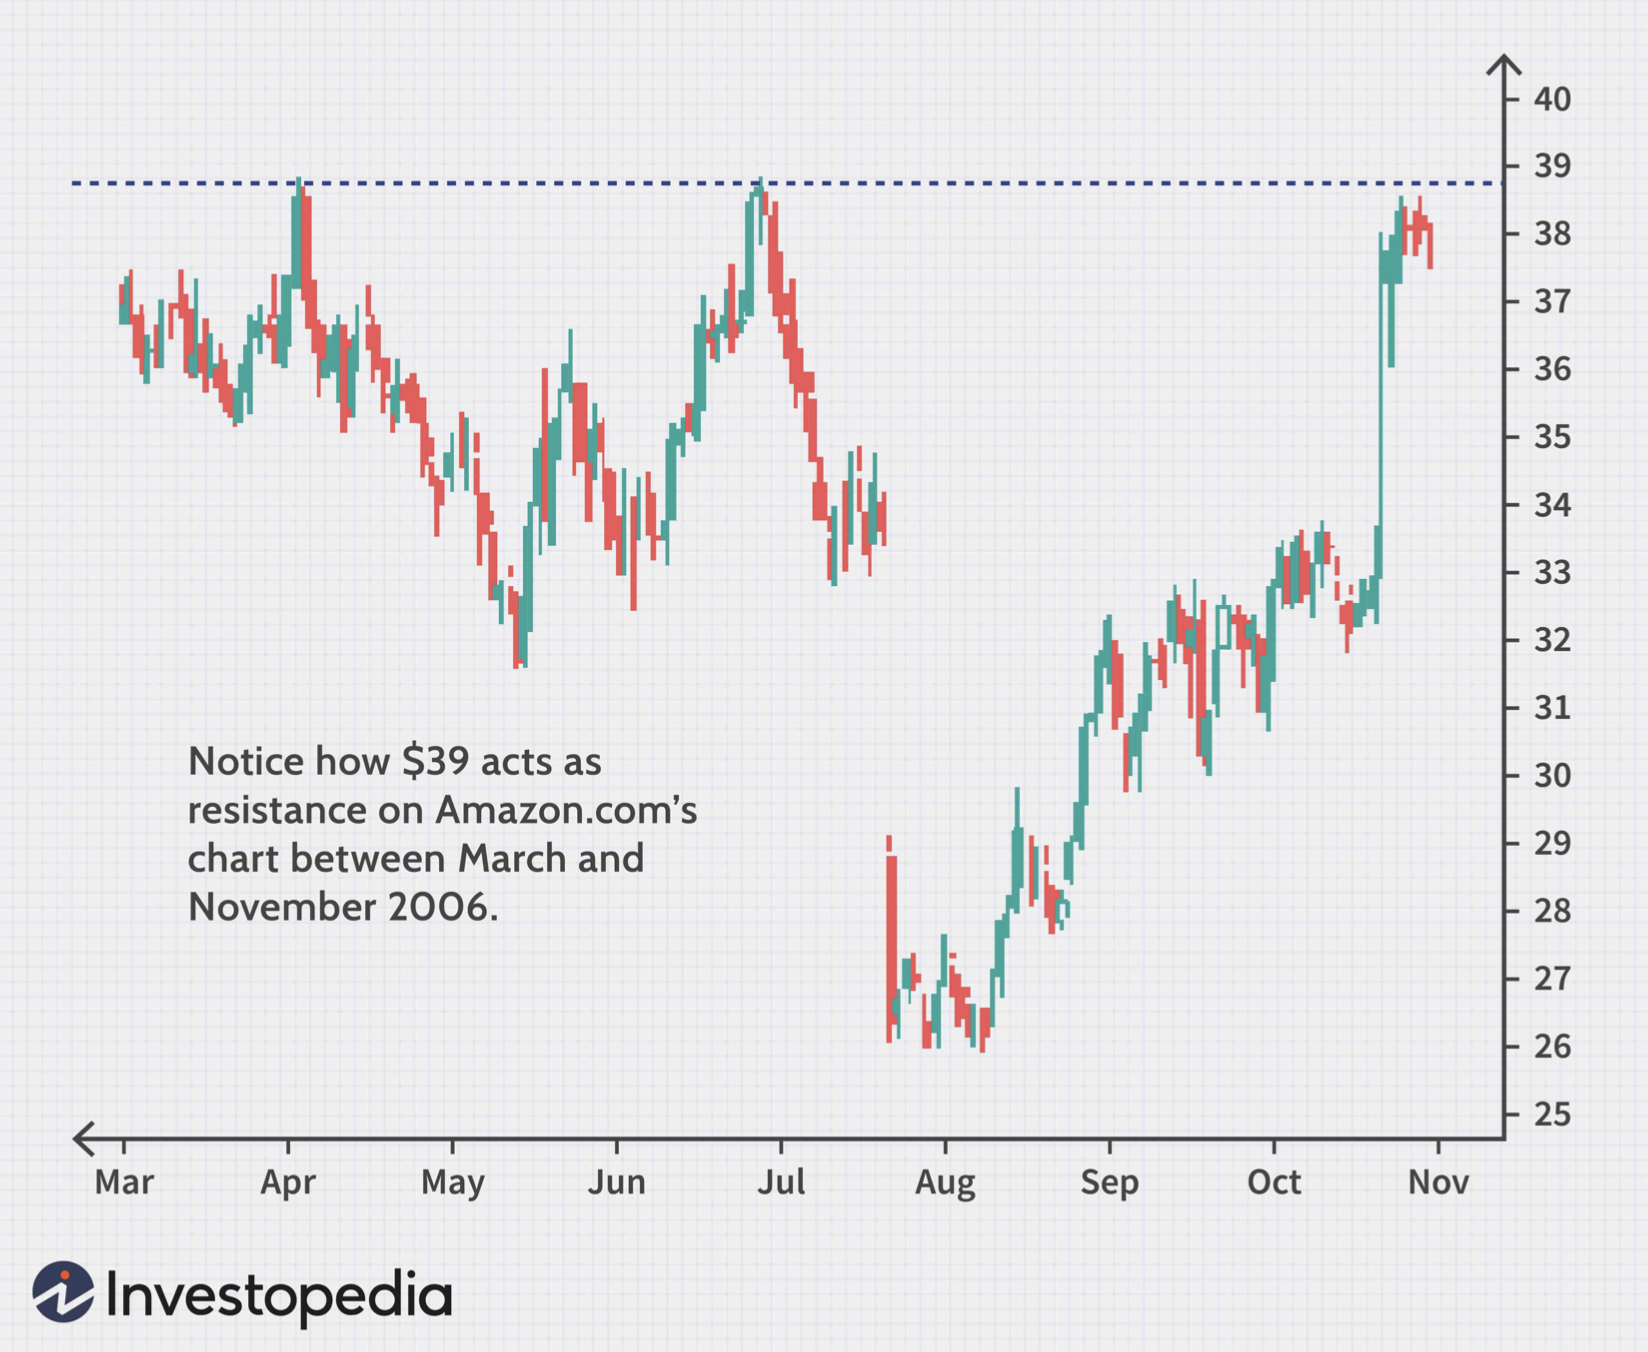 40
39
38
37
36
35
34
33
32
31
30
29
28
27
26
25
Notice how $39 acts as
resistance on Amazon.com’s
chart between March and
November 2006.
Mar Apr May Jun Jul Aug Sep Oct Nov
Investopedia